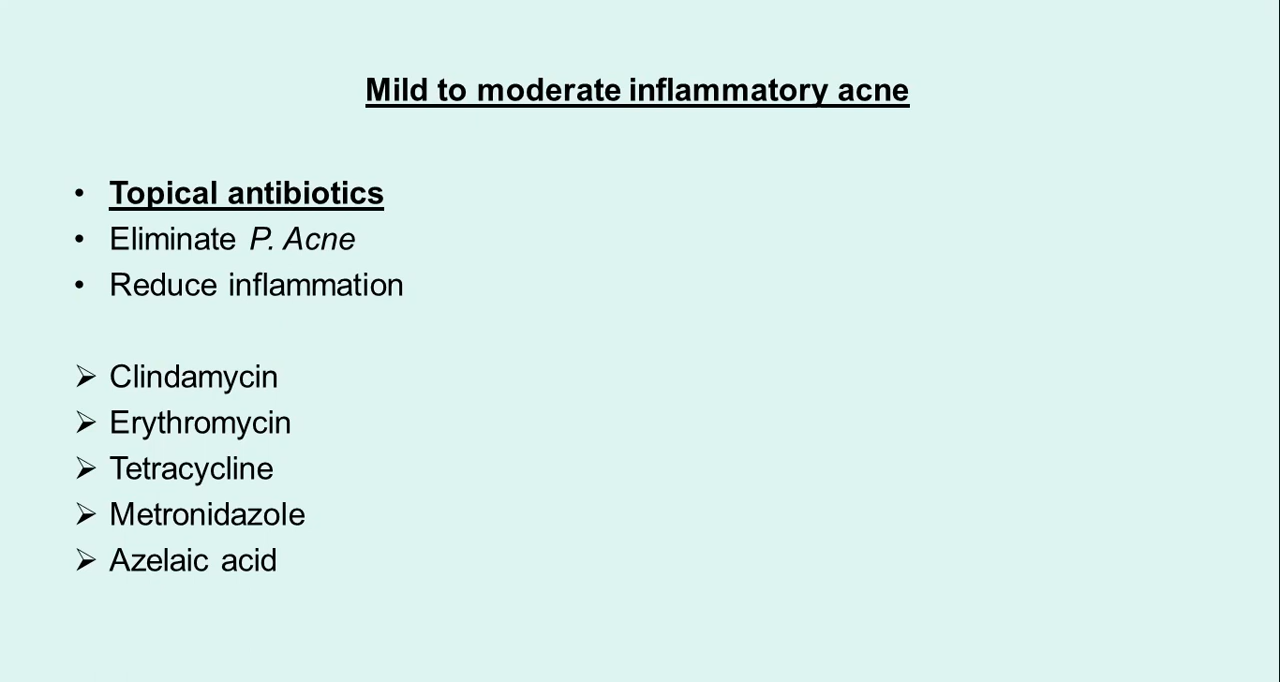 Mild to moderate inflammatory acne
• Topical antibiotics
• Eliminate P. Acne
• Reduce inflammation
➢ Clindamycin
➢ Erythromycin
➢ Tetracycline
➢ Metronidazole
➢ Azelaic acid